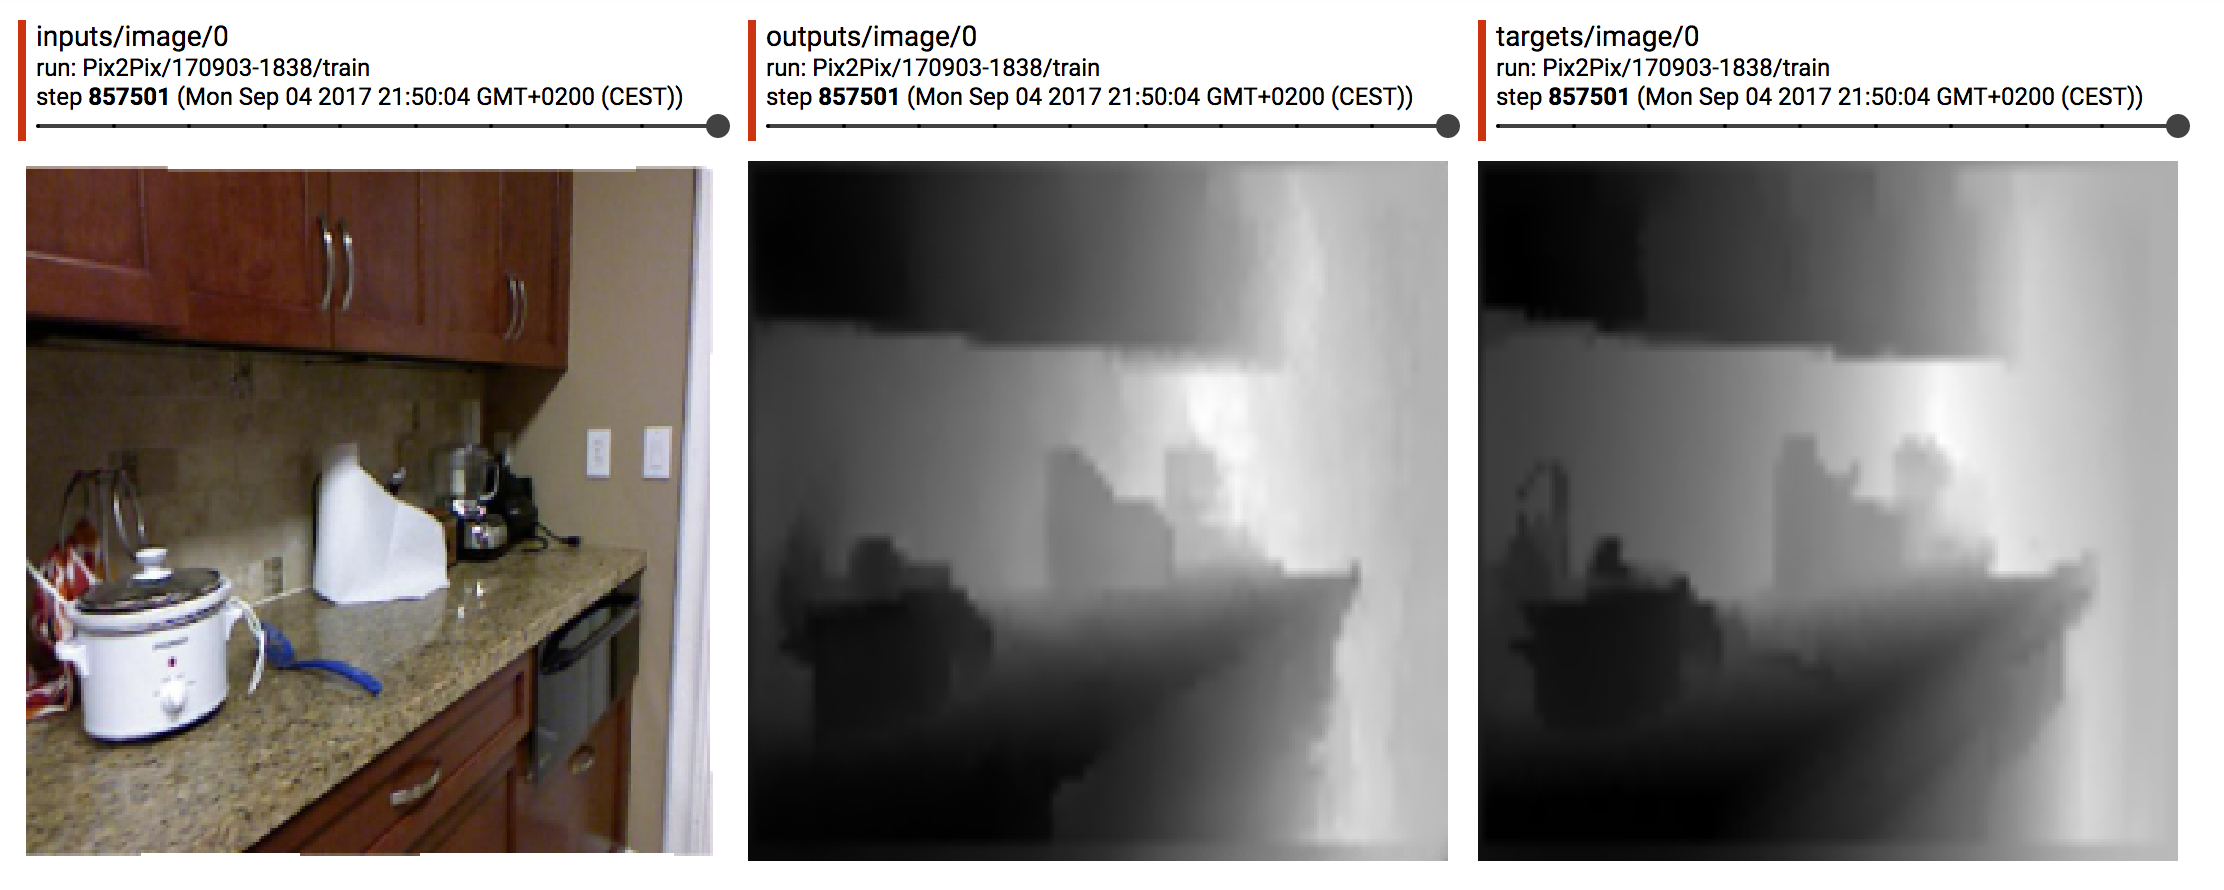 inputs/image/0
run: Pix2Pix/170903-1838/train
step 857501 (Mon Sep 04 2017 21:50:04 GMT+0200 (CEST))
outputs/image/0
run: Pix2Pix/170903-1838/train
step 857501 (Mon Sep 04 2017 21:50:04 GMT+0200 (CEST))
targets/image/0
run: Pix2Pix/170903-1838/train
step 857501 (Mon Sep 04 2017 21:50:04 GMT+0200 (CEST))